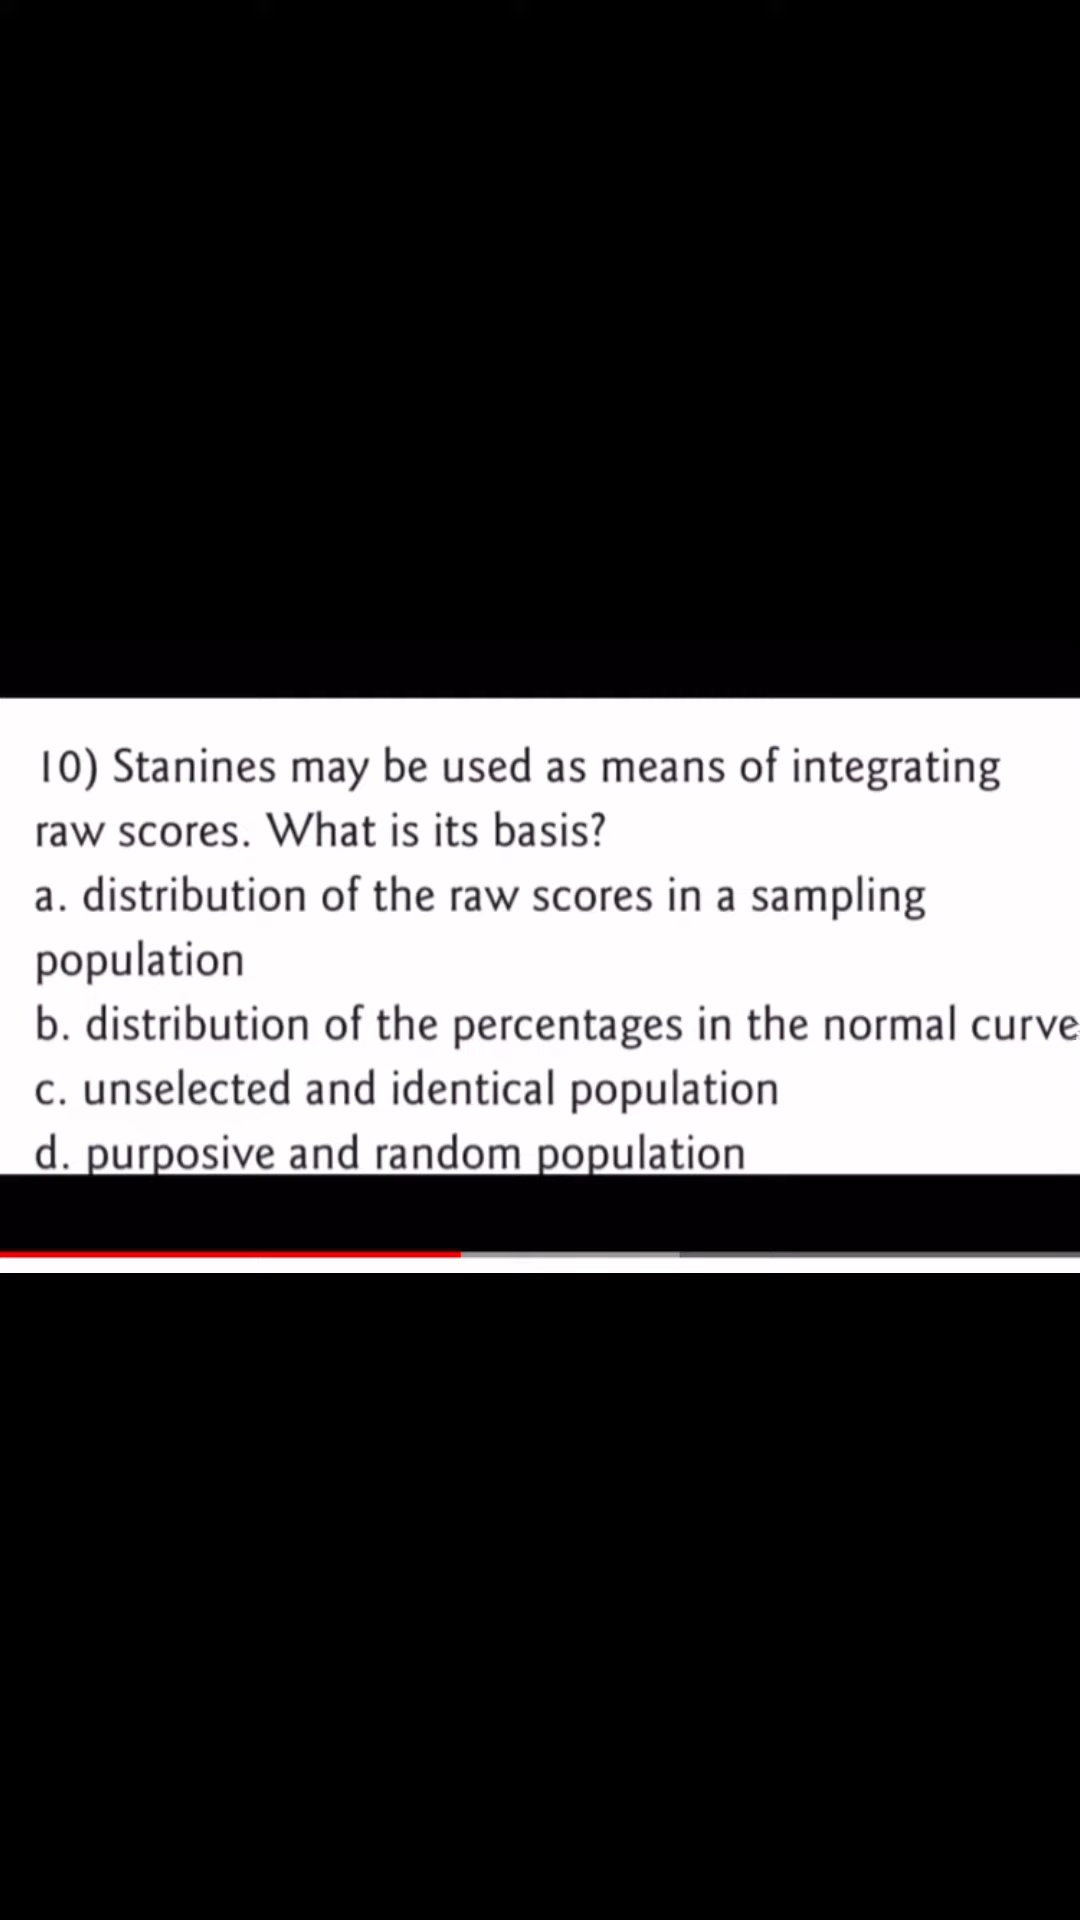 10) Stanines may be used as means of integrating
raw scores. What is its basis?
a. distribution of the raw scores in a sampling
population
b. distribution of the percentages in the normal curve
c. unselected and identical population
d. purposive and random population